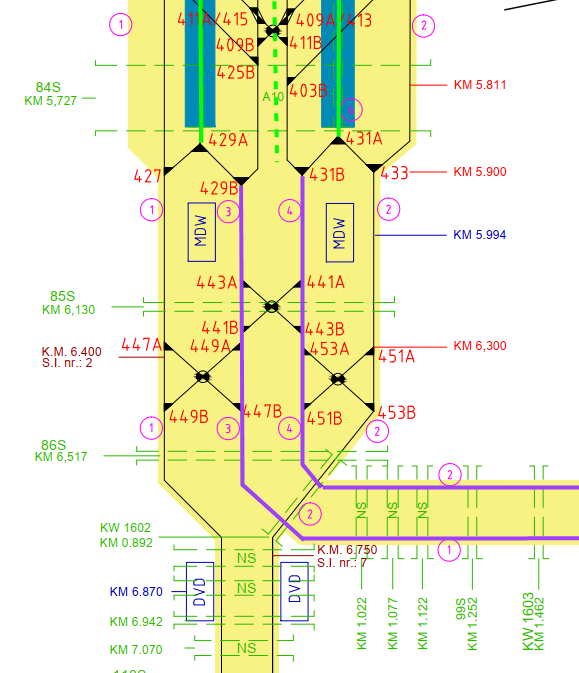 411A/415
409A/413
1
2
409B
411B
425B
84S
KM 5,727
403B
KM 5.811
A10
429A
431A
427
429B
431B
433
KM 5.900
1
3
4
2
MDW
MDW
KM 5.994
443A
441A
85S
KM 6,130
441B
443B
447A
449A
453A
451A
KM 6,300
K.M. 6.400
S.I. nr.: 2
449B
447B
451B
453B
1
3
4
2
86S
KM 6,517
2
NS
NS
NS
2
KW 1602
KM 0.892
K.M. 6.750
S.I. nr.: 7
1
NS
KM 6.870
DVD
NS
DVD
KM 6.942
KM 7.070
NS
KM 1.022
KM 1.077
KM 1.122
99S
KM 1.252
KW 1603
KM 1.462